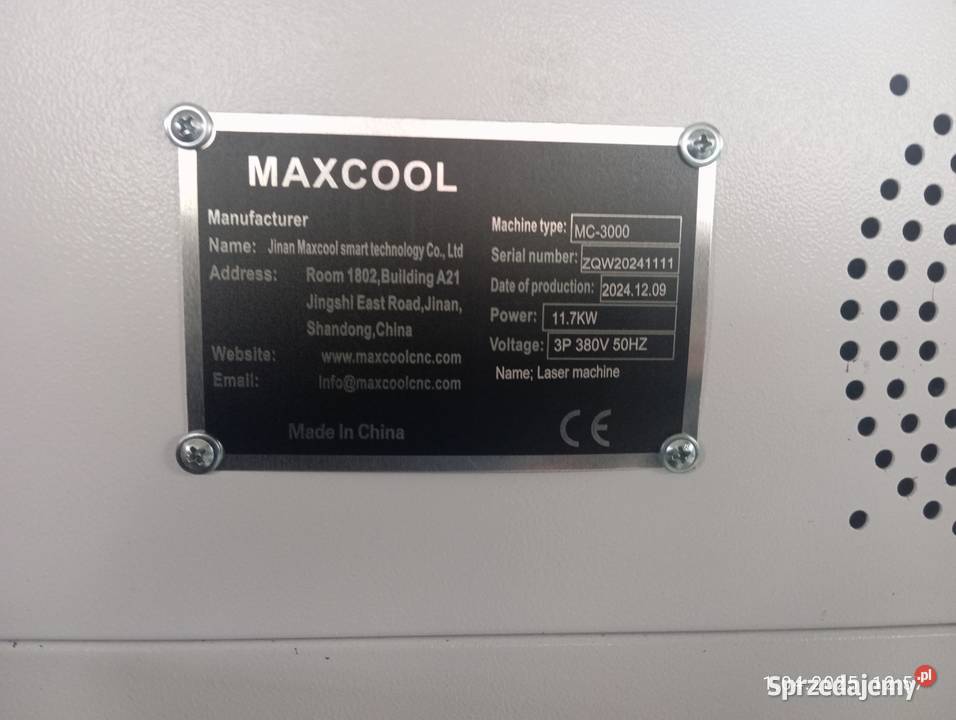 MAXCOOL
Manufacturer
Name: Jinan Maxcool smart technology Co., Ltd
Address: Room 1802,Building A21
Jingshi East Road,Jinan,
Shandong,China
Website: www.maxcoolcnc.com
Email: Info@maxcoolcnc.com
Made In China
Machine type: MC-3000
Serial number: ZQW20241111
Date of production: 2024.12.09
Power: 11.7KW
Voltage: 3P 380V 50HZ
Name; Laser machine
CE
Sprzedajemy.pl